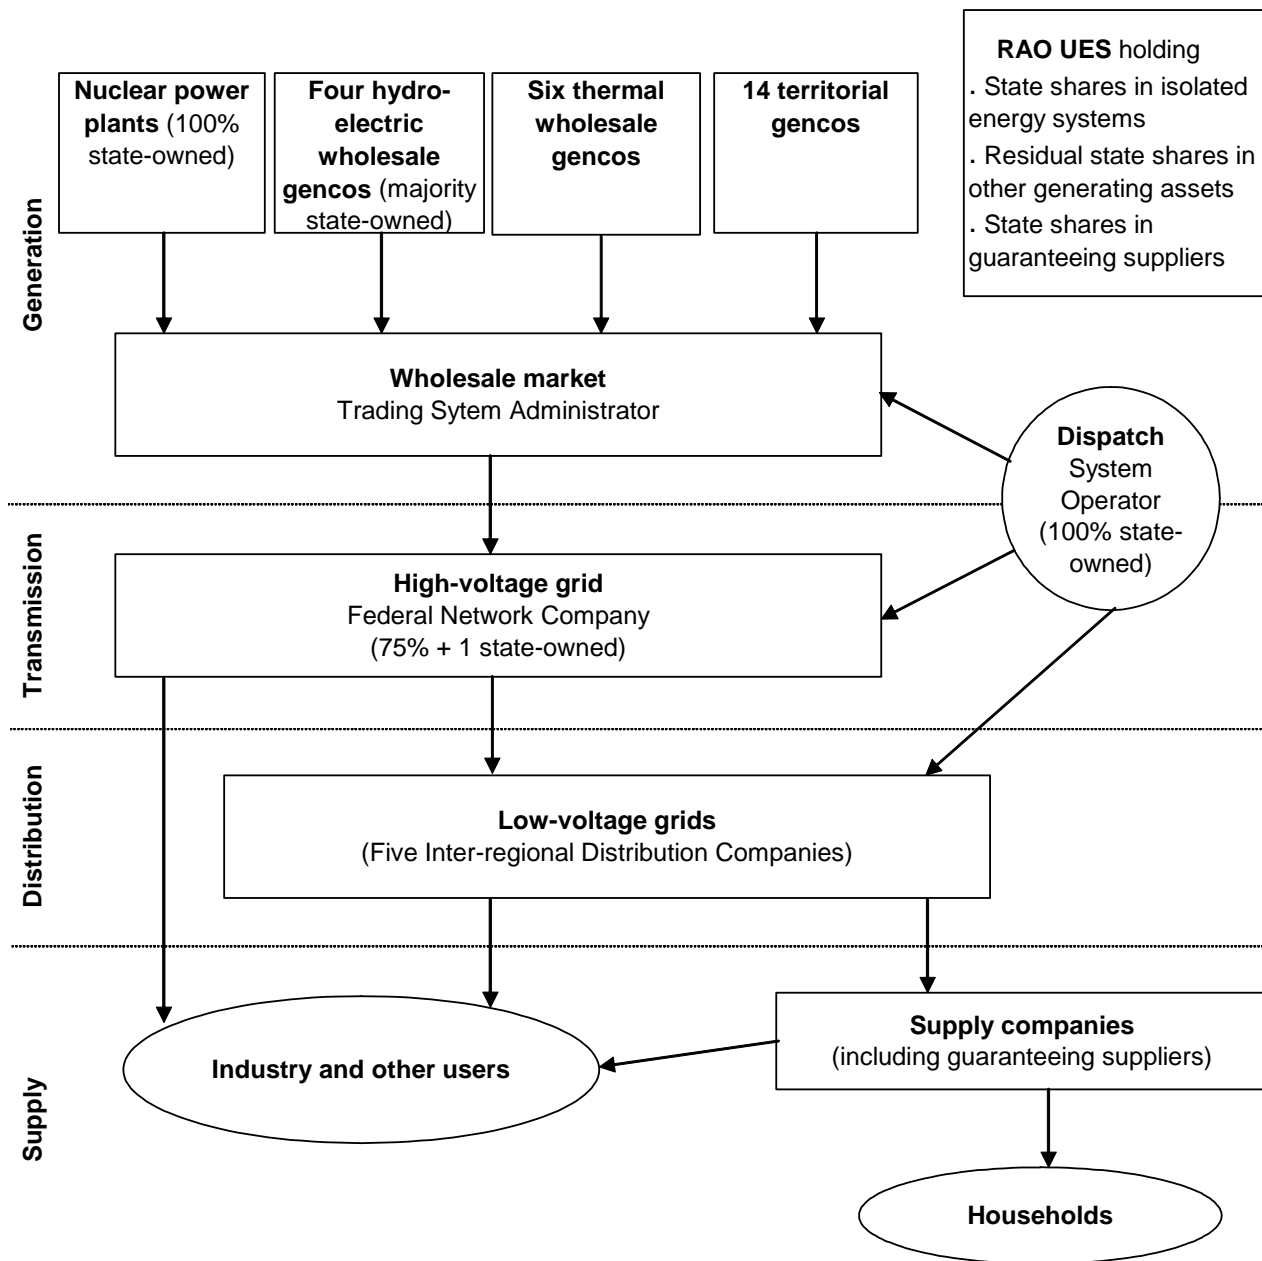 RAO UES holding
. State shares in isolated
energy systems
. Residual state shares in
other generating assets
. State shares in
guaranteeing suppliers
Nuclear power
plants (100%
state-owned)
Four hydro-
electric
wholesale
gencos (majority
state-owned)
Six thermal
wholesale
gencos
14 territorial
gencos
Generation
Wholesale market
Trading Sytem Administrator
Dispatch
System
Operator
(100% state-
owned)
Transmission
High-voltage grid
Federal Network Company
(75% + 1 state-owned)
Distribution
Low-voltage grids
(Five Inter-regional Distribution Companies)
Supply
Industry and other users
Supply companies
(including guaranteeing suppliers)
Households